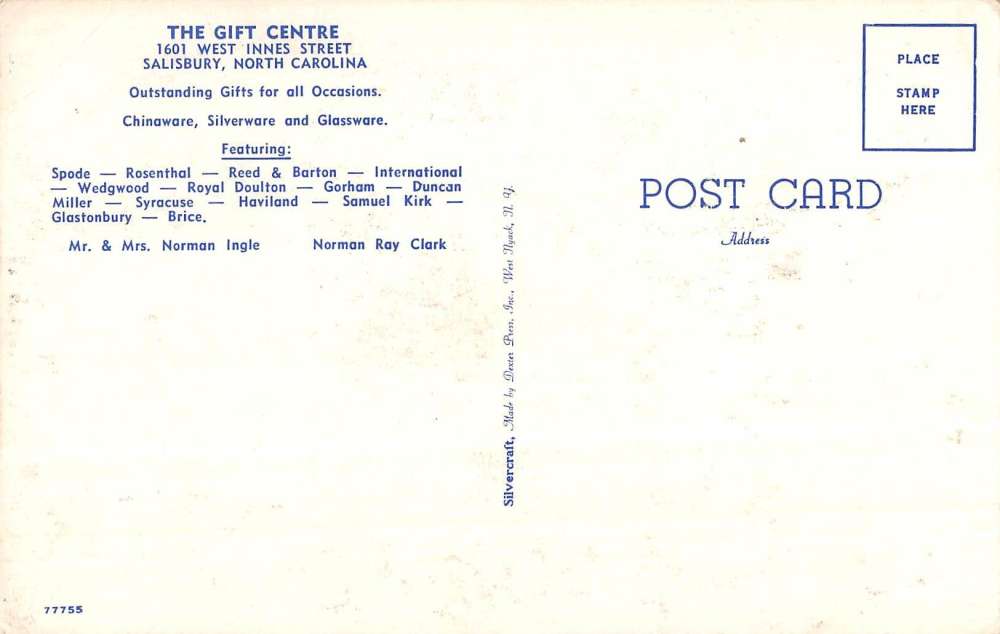 THE GIFT CENTRE
1601 WEST INNES STREET
SALISBURY, NORTH CAROLINA
Outstanding Gifts for all Occasions.
Chinaware, Silverware and Glassware.
Featuring:
Spode — Rosenthal — Reed & Barton — International
— Wedgwood — Royal Doulton — Gorham — Duncan
Miller — Syracuse — Haviland — Samuel Kirk —
Glastonbury — Brice.
Mr. & Mrs. Norman Ingle Norman Ray Clark
77755
Silvercraft, Made by Dexter Press, Inc., West Nyack, N. Y.
PLACE
STAMP
HERE
POST CARD
Address